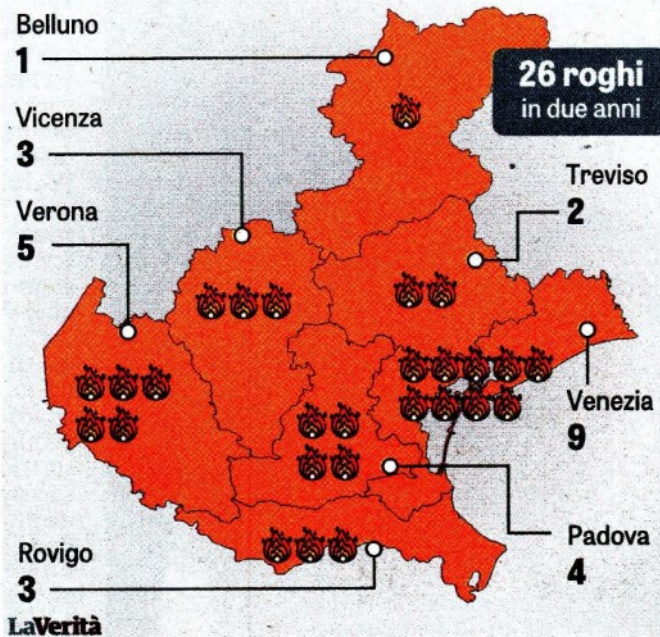 Belluno
1
26 roghi
in due anni
Vicenza
3
Treviso
2
Verona
5
Venezia
9
Padova
4
Rovigo
3
LaVerità